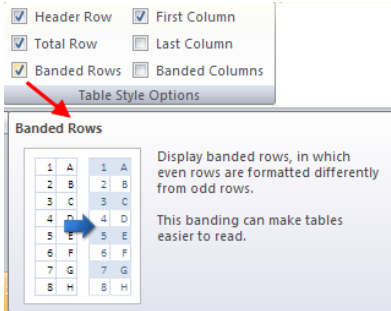 Header Row First Column
Total Row Last Column
Banded Rows Banded Columns
Table Style Options
Banded Rows
Display banded rows, in which
even rows are formatted differently
from odd rows.
This banding can make tables
easier to read.
1 A 1 A
2 B 2 B
3 C 3 C
4 D 4 D
5 E 5 E
6 F 6 F
7 G 7 G
8 H 8 H